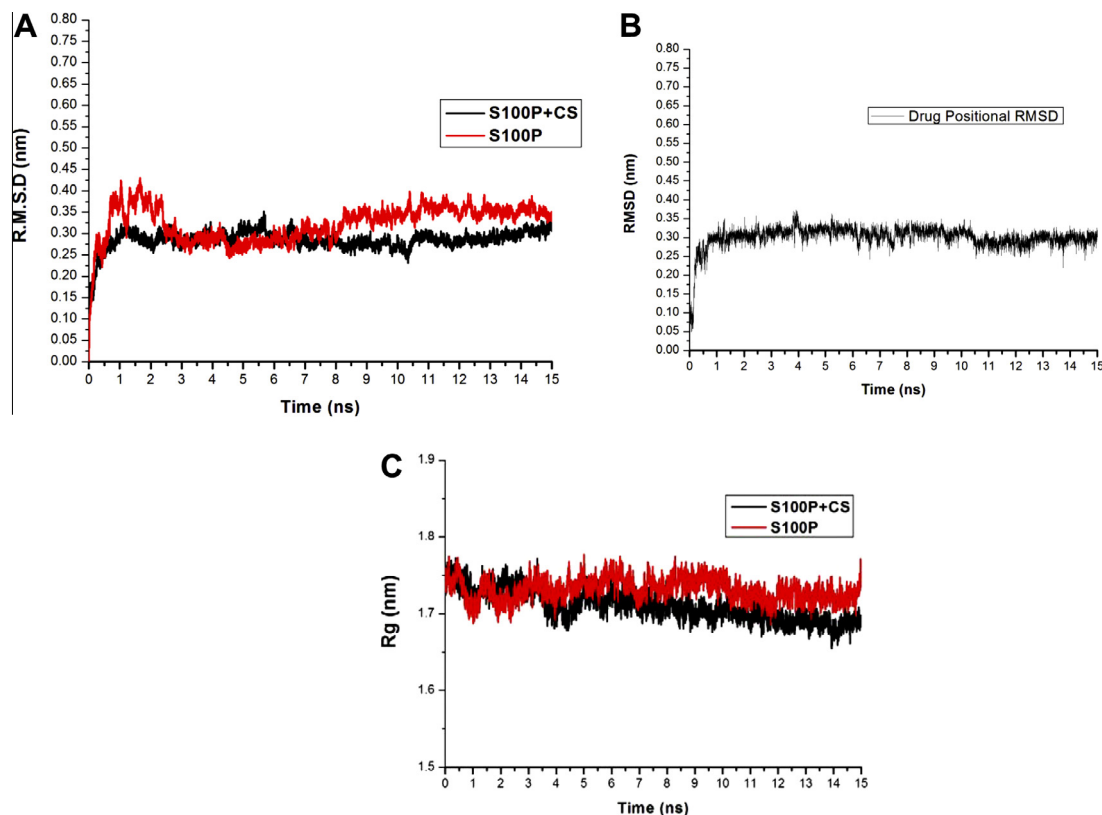 A
0.80
0.75
0.70
0.65
0.60
0.55
0.50
0.45
0.40
0.35
0.30
0.25
0.20
0.15
0.10
0.05
0.00
R.M.S.D (nm)
S100P+CS
S100P
0 1 2 3 4 5 6 7 8 9 10 11 12 13 14 15
Time (ns)
B
0.80
0.75
0.70
0.65
0.60
0.55
0.50
0.45
0.40
0.35
0.30
0.25
0.20
0.15
0.10
0.05
0.00
RMSD (nm)
Drug Positional RMSD
0 1 2 3 4 5 6 7 8 9 10 11 12 13 14 15
Time (ns)
C
1.9
1.8
1.7
1.6
1.5
Rg (nm)
S100P+CS
S100P
0 1 2 3 4 5 6 7 8 9 10 11 12 13 14 15
Time (ns)